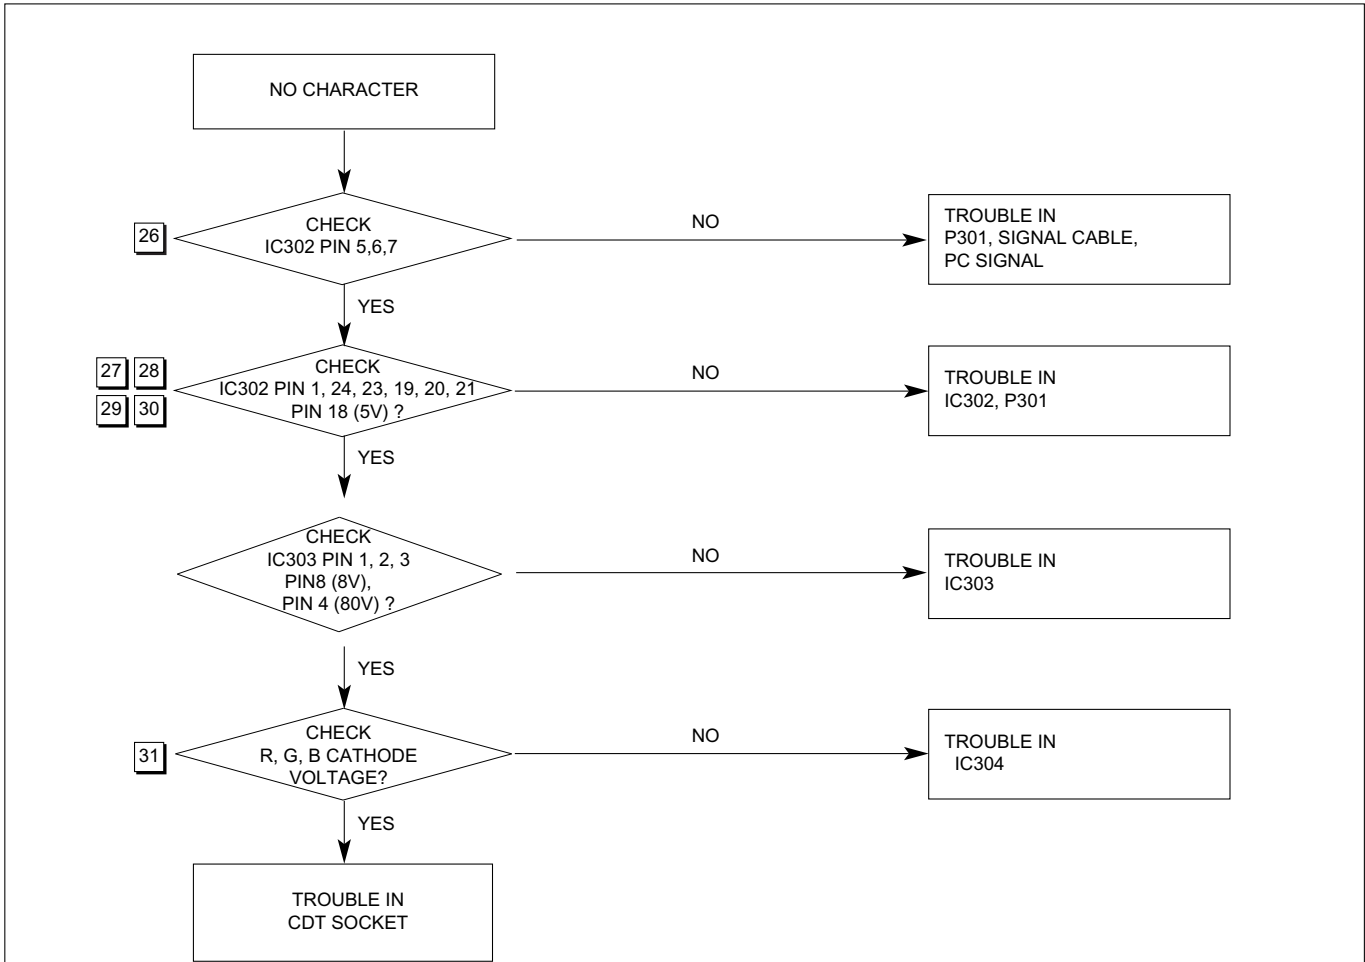 NO CHARACTER
26
CHECK
IC302 PIN 5,6,7
NO
TROUBLE IN
P301, SIGNAL CABLE,
PC SIGNAL
YES
27 28
29 30
CHECK
IC302 PIN 1, 24, 23, 19, 20, 21
PIN 18 (5V) ?
NO
TROUBLE IN
IC302, P301
YES
CHECK
IC303 PIN 1, 2, 3
PIN8 (8V),
PIN 4 (80V) ?
NO
TROUBLE IN
IC303
YES
31
CHECK
R, G, B CATHODE
VOLTAGE?
NO
TROUBLE IN
IC304
YES
TROUBLE IN
CDT SOCKET